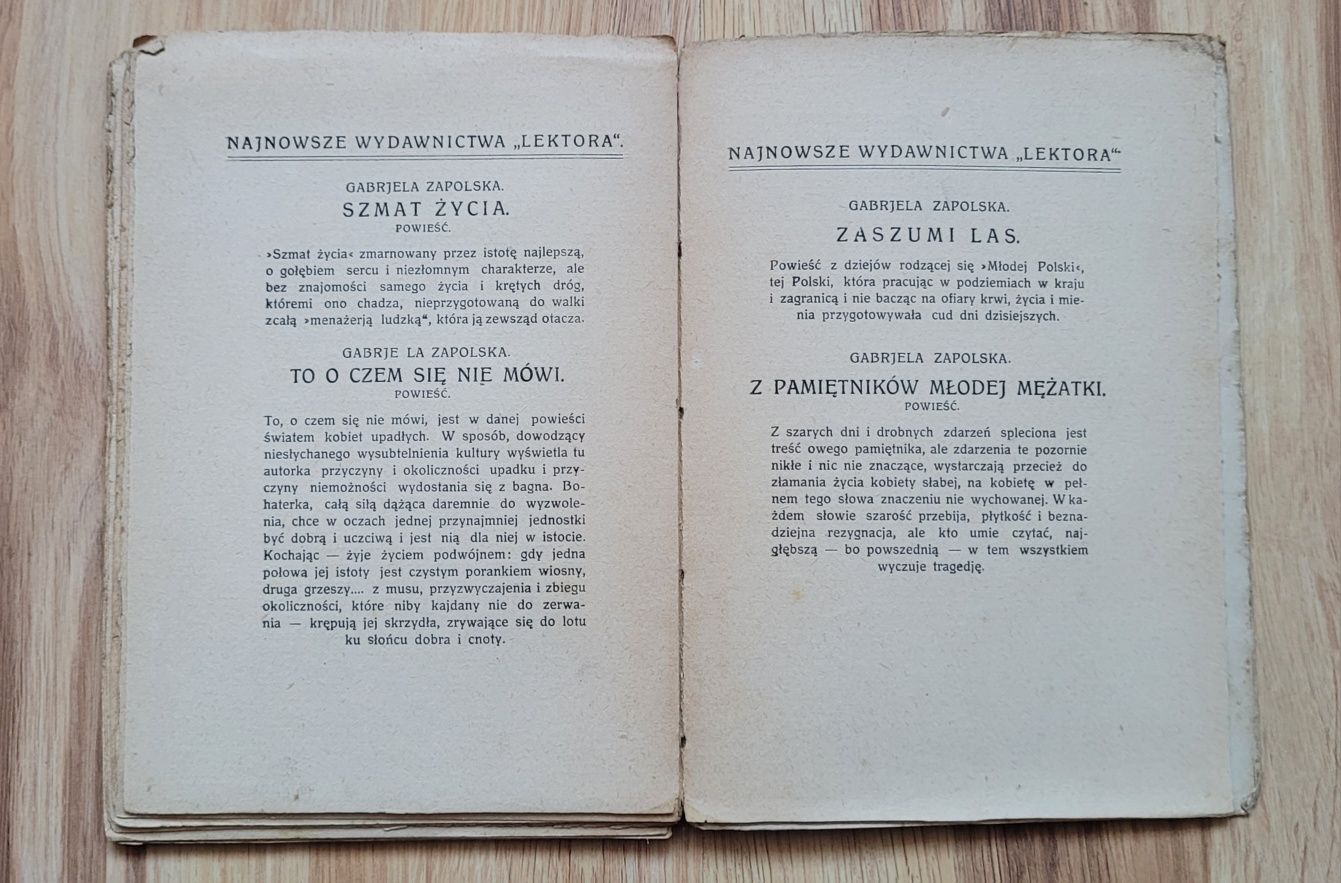 NAJNOWSZE WYDAWNICTWA „LEKTORA“.
GABRJELA ZAPOLSKA.
SZMAT ŻYCIA.
POWIEŚĆ.
›Szmat życia‹ zmarnowany przez istotę najlepszą,
o gołębiem sercu i niezłomnym charakterze, ale
bez znajomości samego życia i krętych dróg,
któremi ono chadza, nieprzygotowaną do walki
zcałą ›menażerją ludzką“, która ją zewsząd otacza.
GABRJE LA ZAPOLSKA.
TO O CZEM SIĘ NIE MÓWI.
POWIEŚĆ.
To, o czem się nie mówi, jest w danej powieści
światem kobiet upadłych. W sposób, dowodzący
niesłychanego wysubtelnienia kultury wyświetla tu
autorka przyczyny i okoliczności upadku i przy-
czyny niemożności wydostania się z bagna. Bo-
haterka, całą siłą dążąca daremnie do wyzwole-
nia, chce w oczach jednej przynajmniej jednostki
być dobrą i uczciwą i jest nią dla niej w istocie.
Kochając — żyje życiem podwójnem: gdy jedna
połową jej istoty jest czystym porankiem wiosny,
druga grzeszy.... z musu, przyzwyczajenia i zbiegu
okoliczności, które niby kajdany nie do zerwa-
nia — krępują jej skrzydła, zrywające się do lotu
ku słońcu dobra i cnoty.
NAJNOWSZE WYDAWNICTWA „LEKTORA“.
GABRJELA ZAPOLSKA.
ZASZUMI LAS.
Powieść z dziejów rodzącej się ›Młodej Polski‹,
tej Polski, która pracując w podziemiach w kraju
i zagranicą i nie bacząc na ofiary krwi, życia i mie-
nia przygotowywała cud dni dzisiejszych.
GABRJELA ZAPOLSKA.
Z PAMIĘTNIKÓW MŁODEJ MĘŻATKI.
POWIEŚĆ.
Z szarych dni i drobnych zdarzeń spleciona jest
treść owego pamiętnika, ale zdarzenia te pozornie
nikłe i nic nie znaczące, wystarczają przecież do
złamania życia kobiety słabej, na kobietę w peł-
nem tego słowa znaczeniu nie wychowanej. W ka-
żdem słowie szarość przebija, płytkość i bezna-
dziejna rezygnacja, ale kto umie czytać, naj-
głębszą — bo powszednią — w tem wszystkiem
wyczuje tragedję.